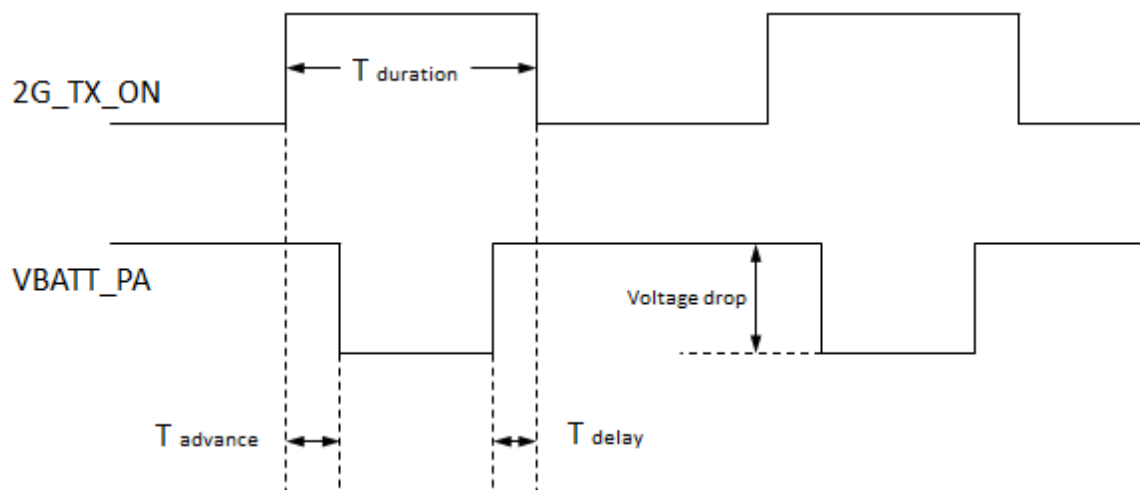 T duration
2G_TX_ON
VBATT_PA
Voltage drop
T advance
T delay